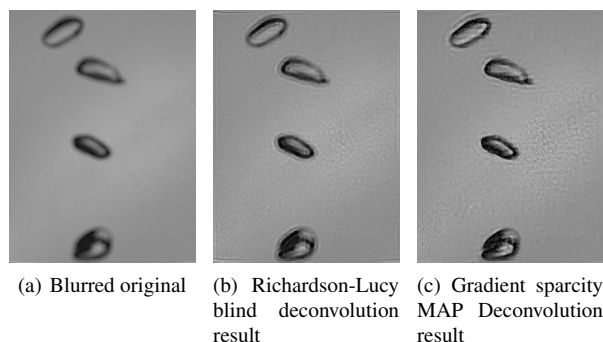 (a) Blurred original
(b) Richardson-Lucy
blind deconvolution
result
(c) Gradient sparcity
MAP Deconvolution
result